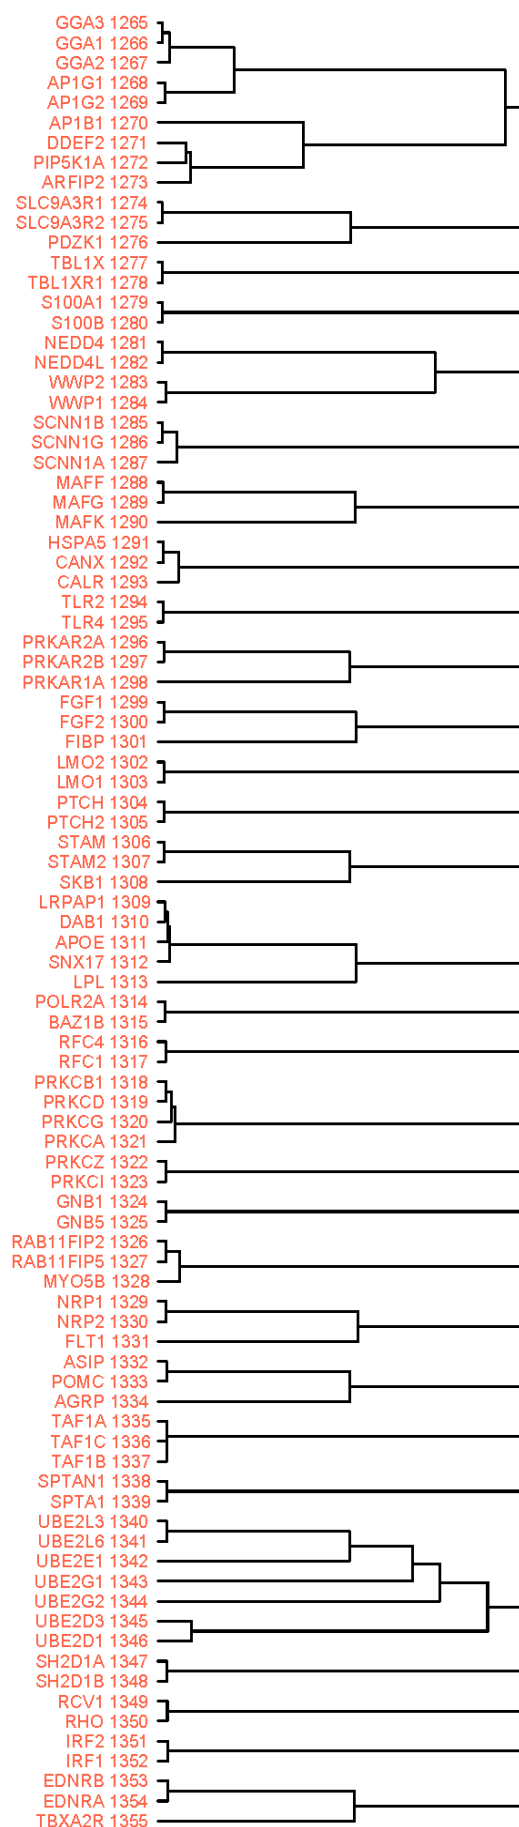 GGA3 1265
GGA1 1266
GGA2 1267
AP1G1 1268
AP1G2 1269
AP1B1 1270
DDEF2 1271
PIP5K1A 1272
ARFIP2 1273
SLC9A3R1 1274
SLC9A3R2 1275
PDZK1 1276
TBL1X 1277
TBL1XR1 1278
S100A1 1279
S100B 1280
NEDD4 1281
NEDD4L 1282
WWP2 1283
WWP1 1284
SCNN1B 1285
SCNN1G 1286
SCNN1A 1287
MAFF 1288
MAFG 1289
MAFK 1290
HSPA5 1291
CANX 1292
CALR 1293
TLR2 1294
TLR4 1295
PRKAR2A 1296
PRKAR2B 1297
PRKAR1A 1298
FGF1 1299
FGF2 1300
FIBP 1301
LMO2 1302
LMO1 1303
PTCH 1304
PTCH2 1305
STAM 1306
STAM2 1307
SKB1 1308
LRPAP1 1309
DAB1 1310
APOE 1311
SNX17 1312
LPL 1313
POLR2A 1314
BAZ1B 1315
RFC4 1316
RFC1 1317
PRKCB1 1318
PRKCD 1319
PRKCG 1320
PRKCA 1321
PRKCZ 1322
PRKCI 1323
GNB1 1324
GNB5 1325
RAB11FIP2 1326
RAB11FIP5 1327
MYO5B 1328
NRP1 1329
NRP2 1330
FLT1 1331
ASIP 1332
POMC 1333
AGRP 1334
TAF1A 1335
TAF1C 1336
TAF1B 1337
SPTAN1 1338
SPTA1 1339
UBE2L3 1340
UBE2L6 1341
UBE2E1 1342
UBE2G1 1343
UBE2G2 1344
UBE2D3 1345
UBE2D1 1346
SH2D1A 1347
SH2D1B 1348
RCV1 1349
RHO 1350
IRF2 1351
IRF1 1352
EDNRB 1353
EDNRA 1354
TBXA2R 1355